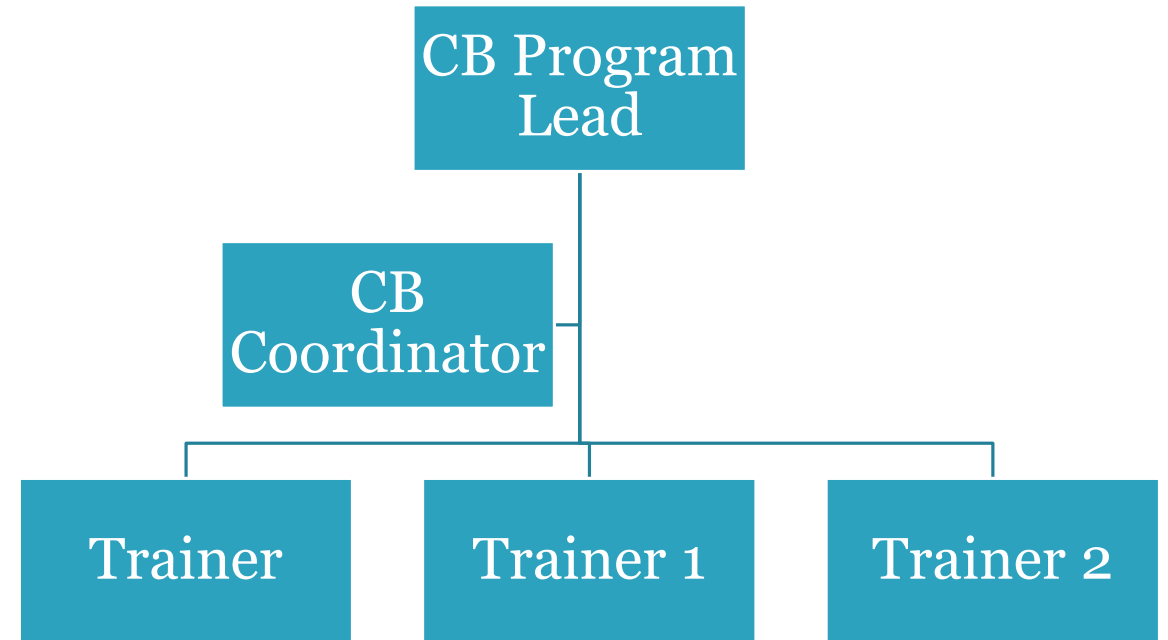 CB Program
Lead
CB
Coordinator
Trainer
Trainer 1
Trainer 2